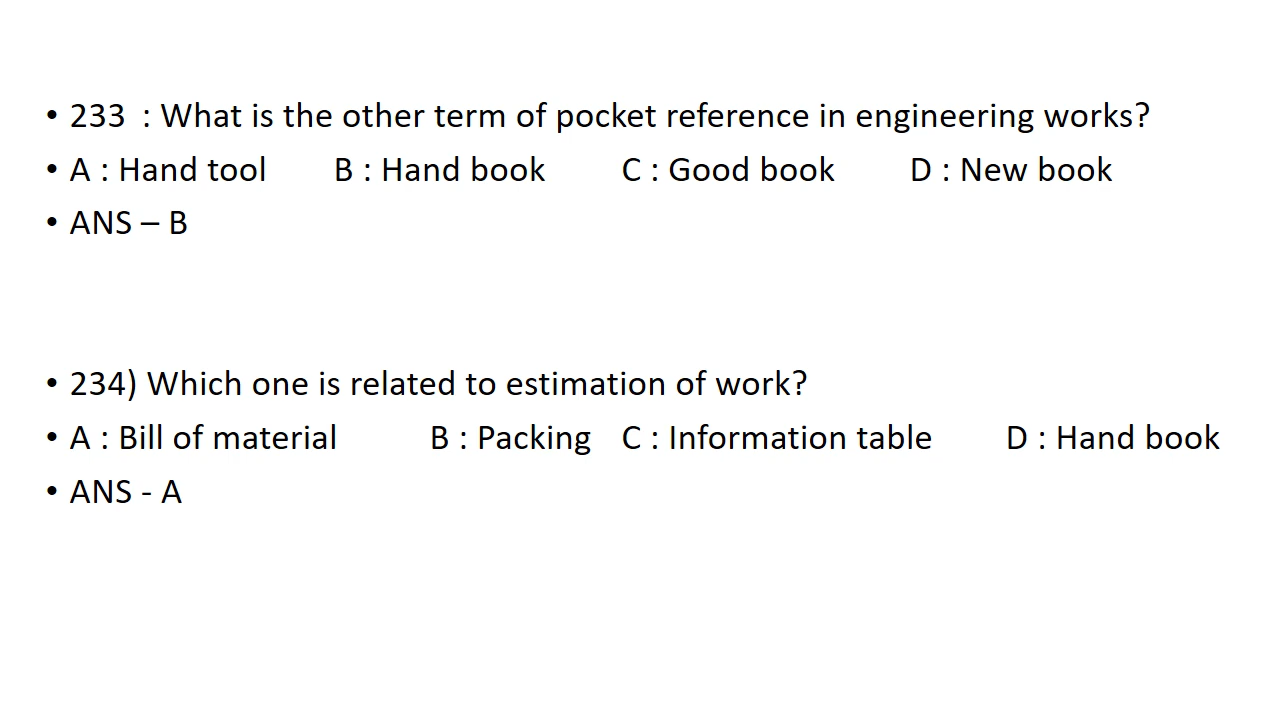 • 233  : What is the other term of pocket reference in engineering works?
• A : Hand tool        B : Hand book        C : Good book        D : New book
• ANS – B
• 234) Which one is related to estimation of work?
• A : Bill of material        B : Packing    C : Information table        D : Hand book
• ANS - A